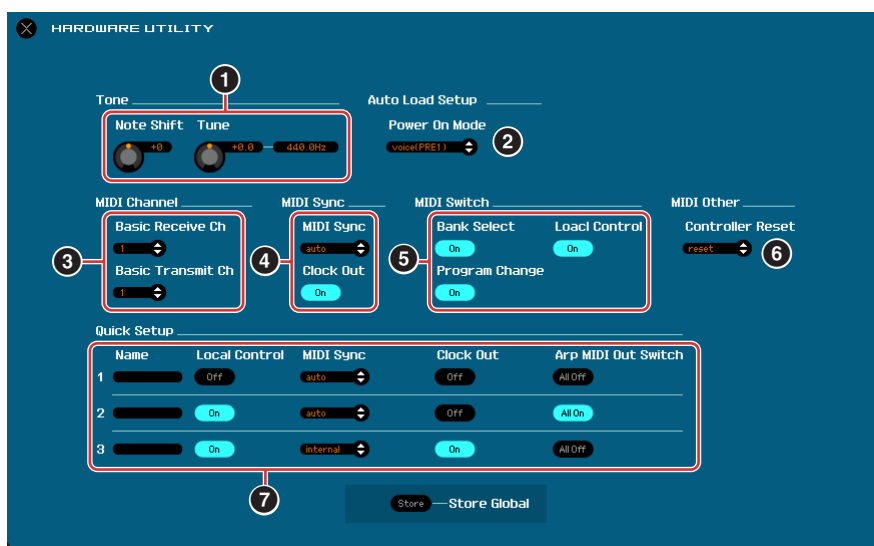 HARDWARE UTILITY
1
Tone
Auto Load Setup
Note Shift Tune
Power On Mode
+0 +0.0 440.0Hz
voice(PRE1)
2
MIDI Channel MIDI Sync MIDI Switch MIDI Other
Basic Receive Ch MIDI Sync Bank Select Loacl Control Controller Reset
1 auto On On reset
3 4 5 6
Basic Transmit Ch Clock Out Program Change
1 On On
Quick Setup
Name Local Control MIDI Sync Clock Out Arp MIDI Out Switch
1 Off auto Off All Off
2 On auto Off All On
3 On internal On All Off
7
Store Store Global